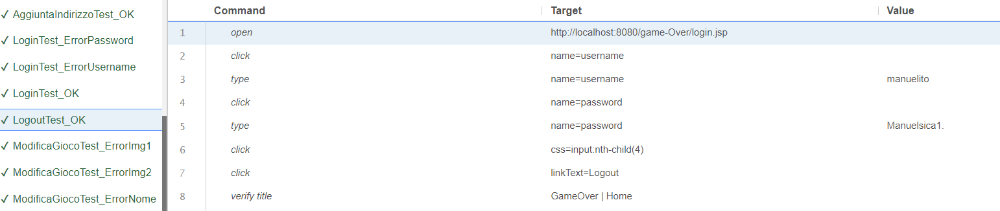 AggiuntaIndirizzoTest_OK
LoginTest_ErrorPassword
LoginTest_ErrorUsername
LoginTest_OK
LogoutTest_OK
ModificaGiocoTest_ErrorImg1
ModificaGiocoTest_ErrorImg2
ModificaGiocoTest_ErrorNome
Command Target Value
1 open http://localhost:8080/game-Over/login.jsp
2 click name=username
3 type name=username manuelito
4 click name=password
5 type name=password Manuelsica1.
6 click css=input:nth-child(4)
7 click linkText=Logout
8 verify title GameOver | Home